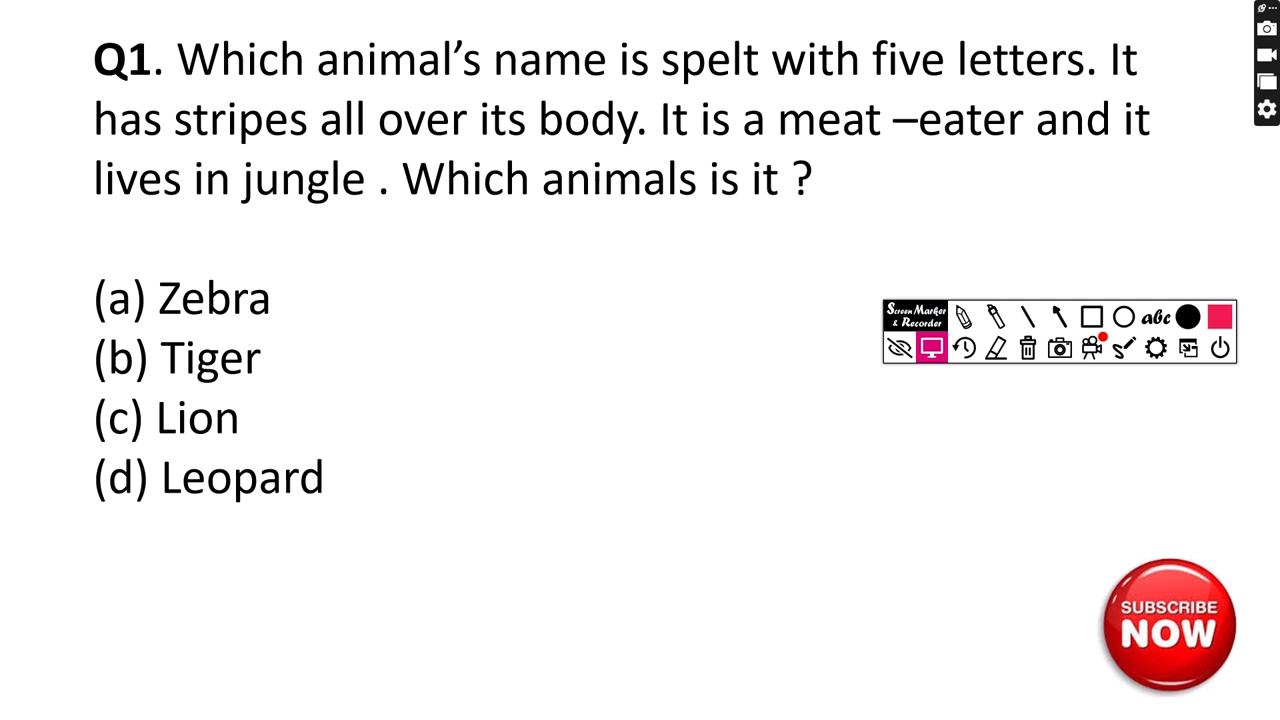 Q1. Which animal’s name is spelt with five letters. It
has stripes all over its body. It is a meat –eater and it
lives in jungle . Which animals is it ?
(a) Zebra
(b) Tiger
(c) Lion
(d) Leopard
Screen Marker
& Recorder
abc
SUBSCRIBE
NOW